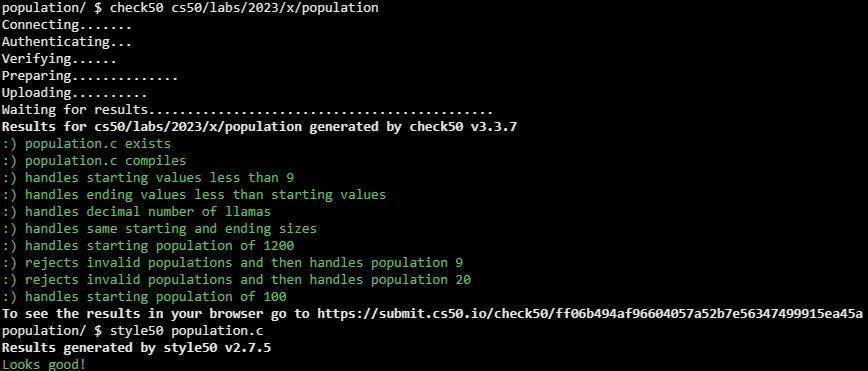 population/ $ check50 cs50/labs/2023/x/population
Connecting.......
Authenticating...
Verifying......
Preparing..............
Uploading..........
Waiting for results.............................................
Results for cs50/labs/2023/x/population generated by check50 v3.3.7
:) population.c exists
:) population.c compiles
:) handles starting values less than 9
:) handles ending values less than starting values
:) handles decimal number of llamas
:) handles same starting and ending sizes
:) handles starting population of 1200
:) rejects invalid populations and then handles population 9
:) rejects invalid populations and then handles population 20
:) handles starting population of 100
To see the results in your browser go to https://submit.cs50.io/check50/ff06b494af96604057a52b7e56347499915ea45a
population/ $ style50 population.c
Results generated by style50 v2.7.5
Looks good!